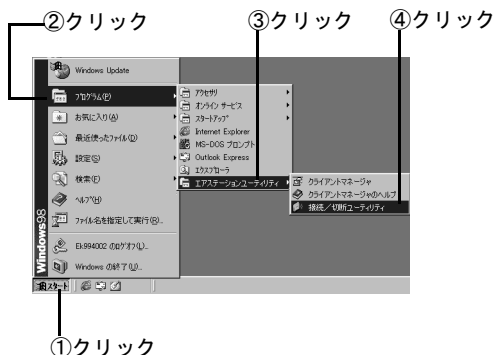 ②クリック
③クリック
④クリック
Windows Update
プログラム(P)
お気に入り(A)
最近使ったファイル(D)
設定(S)
検索(E)
ヘルプ(H)
ファイル名を指定して実行(R)...
Ek994002 のログオフ(L)...
Windows の終了(U)...
Windows98
アクセサリ
オンライン サービス
スタートアップ
Internet Explorer
MS-DOS プロンプト
Outlook Express
エクスプローラ
エアステーションユーティリティ
クライアントマネージャ
クライアントマネージャのヘルプ
接続/切断ユーティリティ
スタート
①クリック